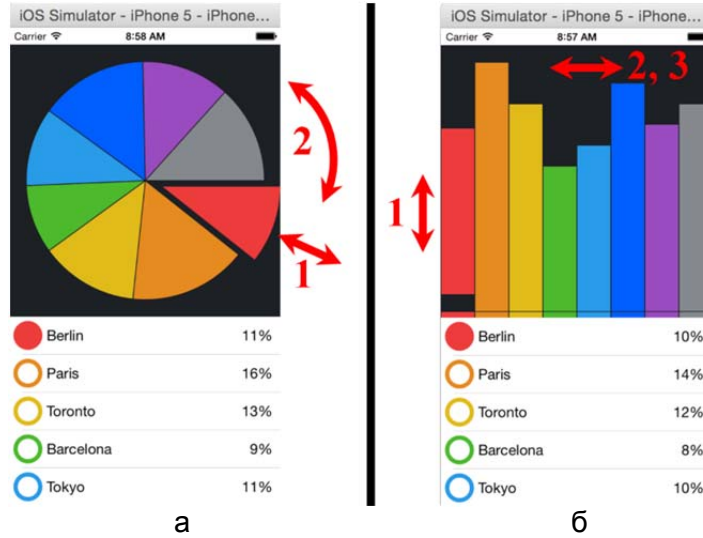 iOS Simulator - iPhone 5 - iPhone...
Carrier 8:58 AM
2
1
Berlin 11%
Paris 16%
Toronto 13%
Barcelona 9%
Tokyo 11%
а
iOS Simulator - iPhone 5 - iPhone...
Carrier 8:57 AM
2, 3
1
Berlin 10%
Paris 14%
Toronto 12%
Barcelona 8%
Tokyo 10%
б